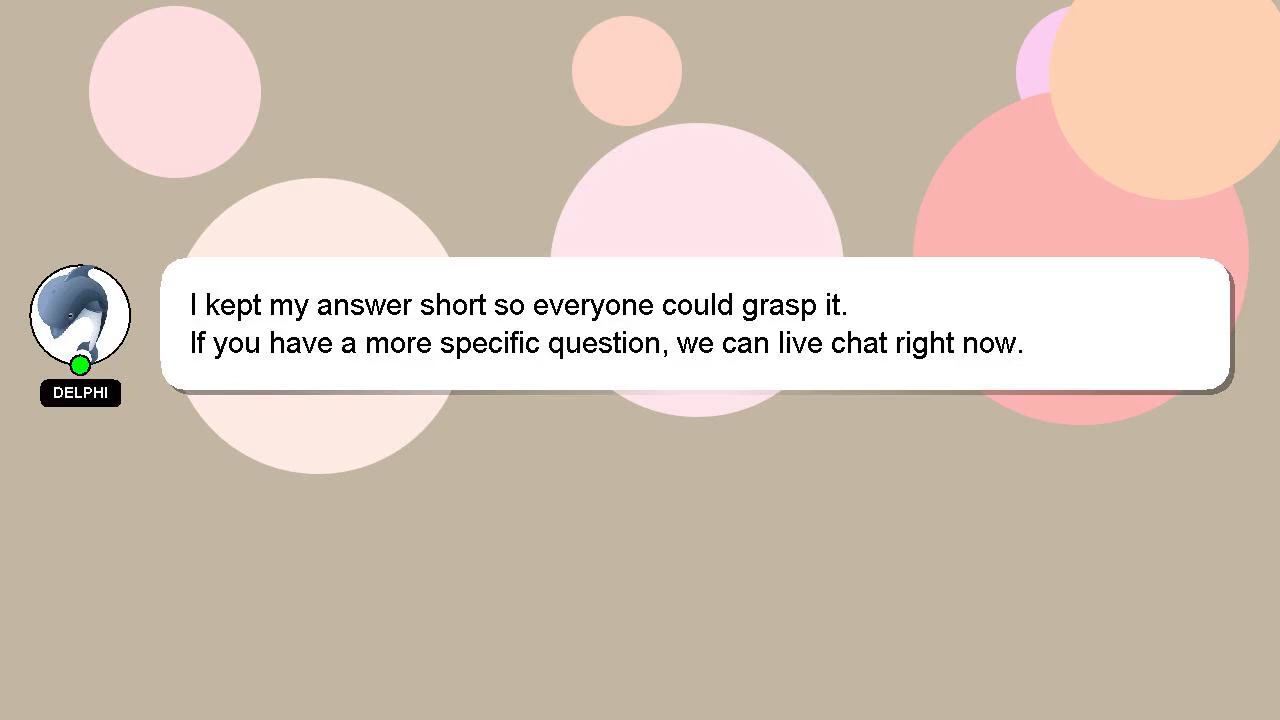 I kept my answer short so everyone could grasp it.
If you have a more specific question, we can live chat right now.
DELPHI